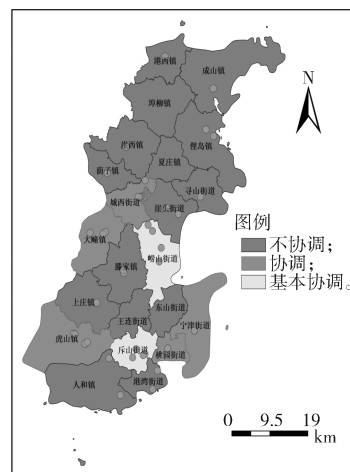 港西镇
成山镇
N
埠柳镇
俚岛镇
崖西镇
夏庄镇
荫子镇
寻山街道
城西街道
崖头街道
图例
大疃镇
不协调；
崂山街道
协调；
滕家镇
基本协调。
上庄镇
东山街道
王连街道
宁津街道
虎山镇
斥山街道
桃园街道
人和镇
港湾街道
0 9.5 19
km